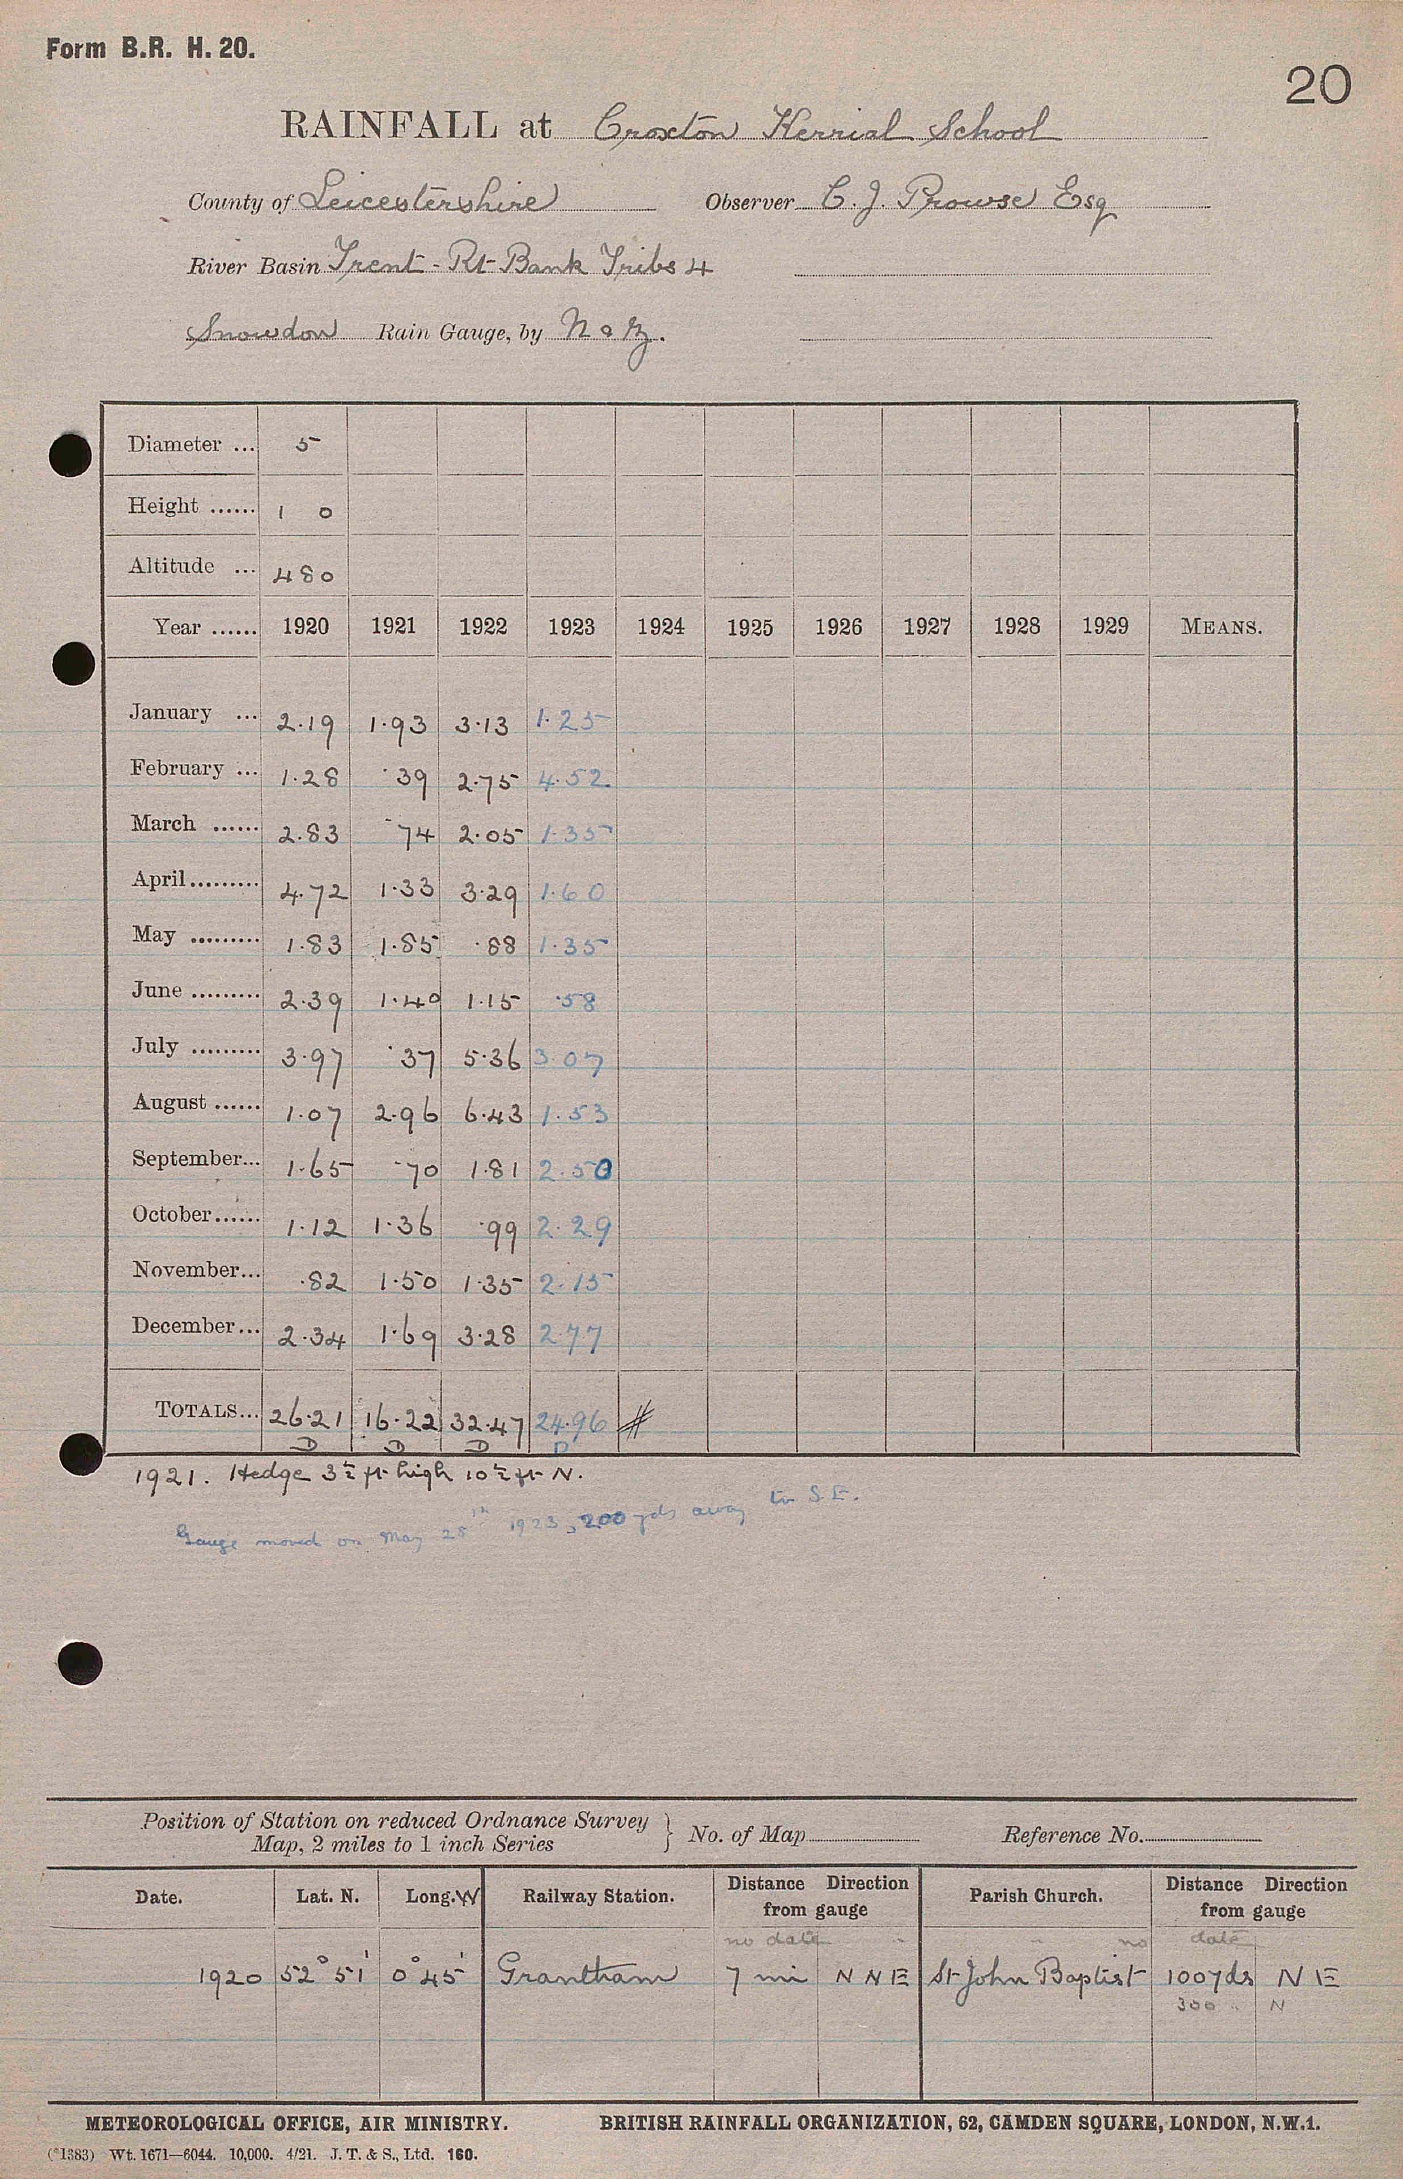 Form B.R. H. 20.
20
RAINFALL at Croxton Kerrial School
County of Leicestershire Observer C. J. Prowse Esq
River Basin Trent - Rt Bank Tribs 4
Snowdon Rain Gauge, by N & Z.
Diameter ... 5
Height ...... 1 0
Altitude ... 480
Year ...... 1920 1921 1922 1923 1924 1925 1926 1927 1928 1929 MEANS.
January ... 2.19 1.93 3.13 1.25
February ... 1.28 .39 2.75 4.52
March ...... 2.83 .74 2.05 1.35
April ......... 4.72 1.33 3.29 1.60
May ......... 1.83 1.85 .88 1.35
June ......... 2.39 1.40 1.15 .58
July ......... 3.97 .37 5.36 3.07
August ...... 1.07 2.96 6.43 1.53
September... 1.65 .70 1.81 2.50
October...... 1.12 1.36 .99 2.29
November... .82 1.50 1.35 2.15
December... 2.34 1.69 3.28 2.77
TOTALS... 26.21 16.22 32.47 24.96 #
D D D D
1921. Hedge 3½ ft high 10½ ft N.
Gauge moved on May 28th 1923, 200 yds away to S.E.
Position of Station on reduced Ordnance Survey
Map, 2 miles to 1 inch Series } No. of Map Reference No.
Date. Lat. N. Long. W Railway Station. Distance Direction from gauge Parish Church. Distance Direction from gauge
no date " " no date
1920 52° 51' 0° 45' Grantham 7 mi N N E St John Baptist 100 yds N E
300 " N
METEOROLOGICAL OFFICE, AIR MINISTRY. BRITISH RAINFALL ORGANIZATION, 62, CAMDEN SQUARE, LONDON, N.W.1.
(*1383) Wt. 1671—6044. 10,000. 4/21. J. T. & S., Ltd. 160.